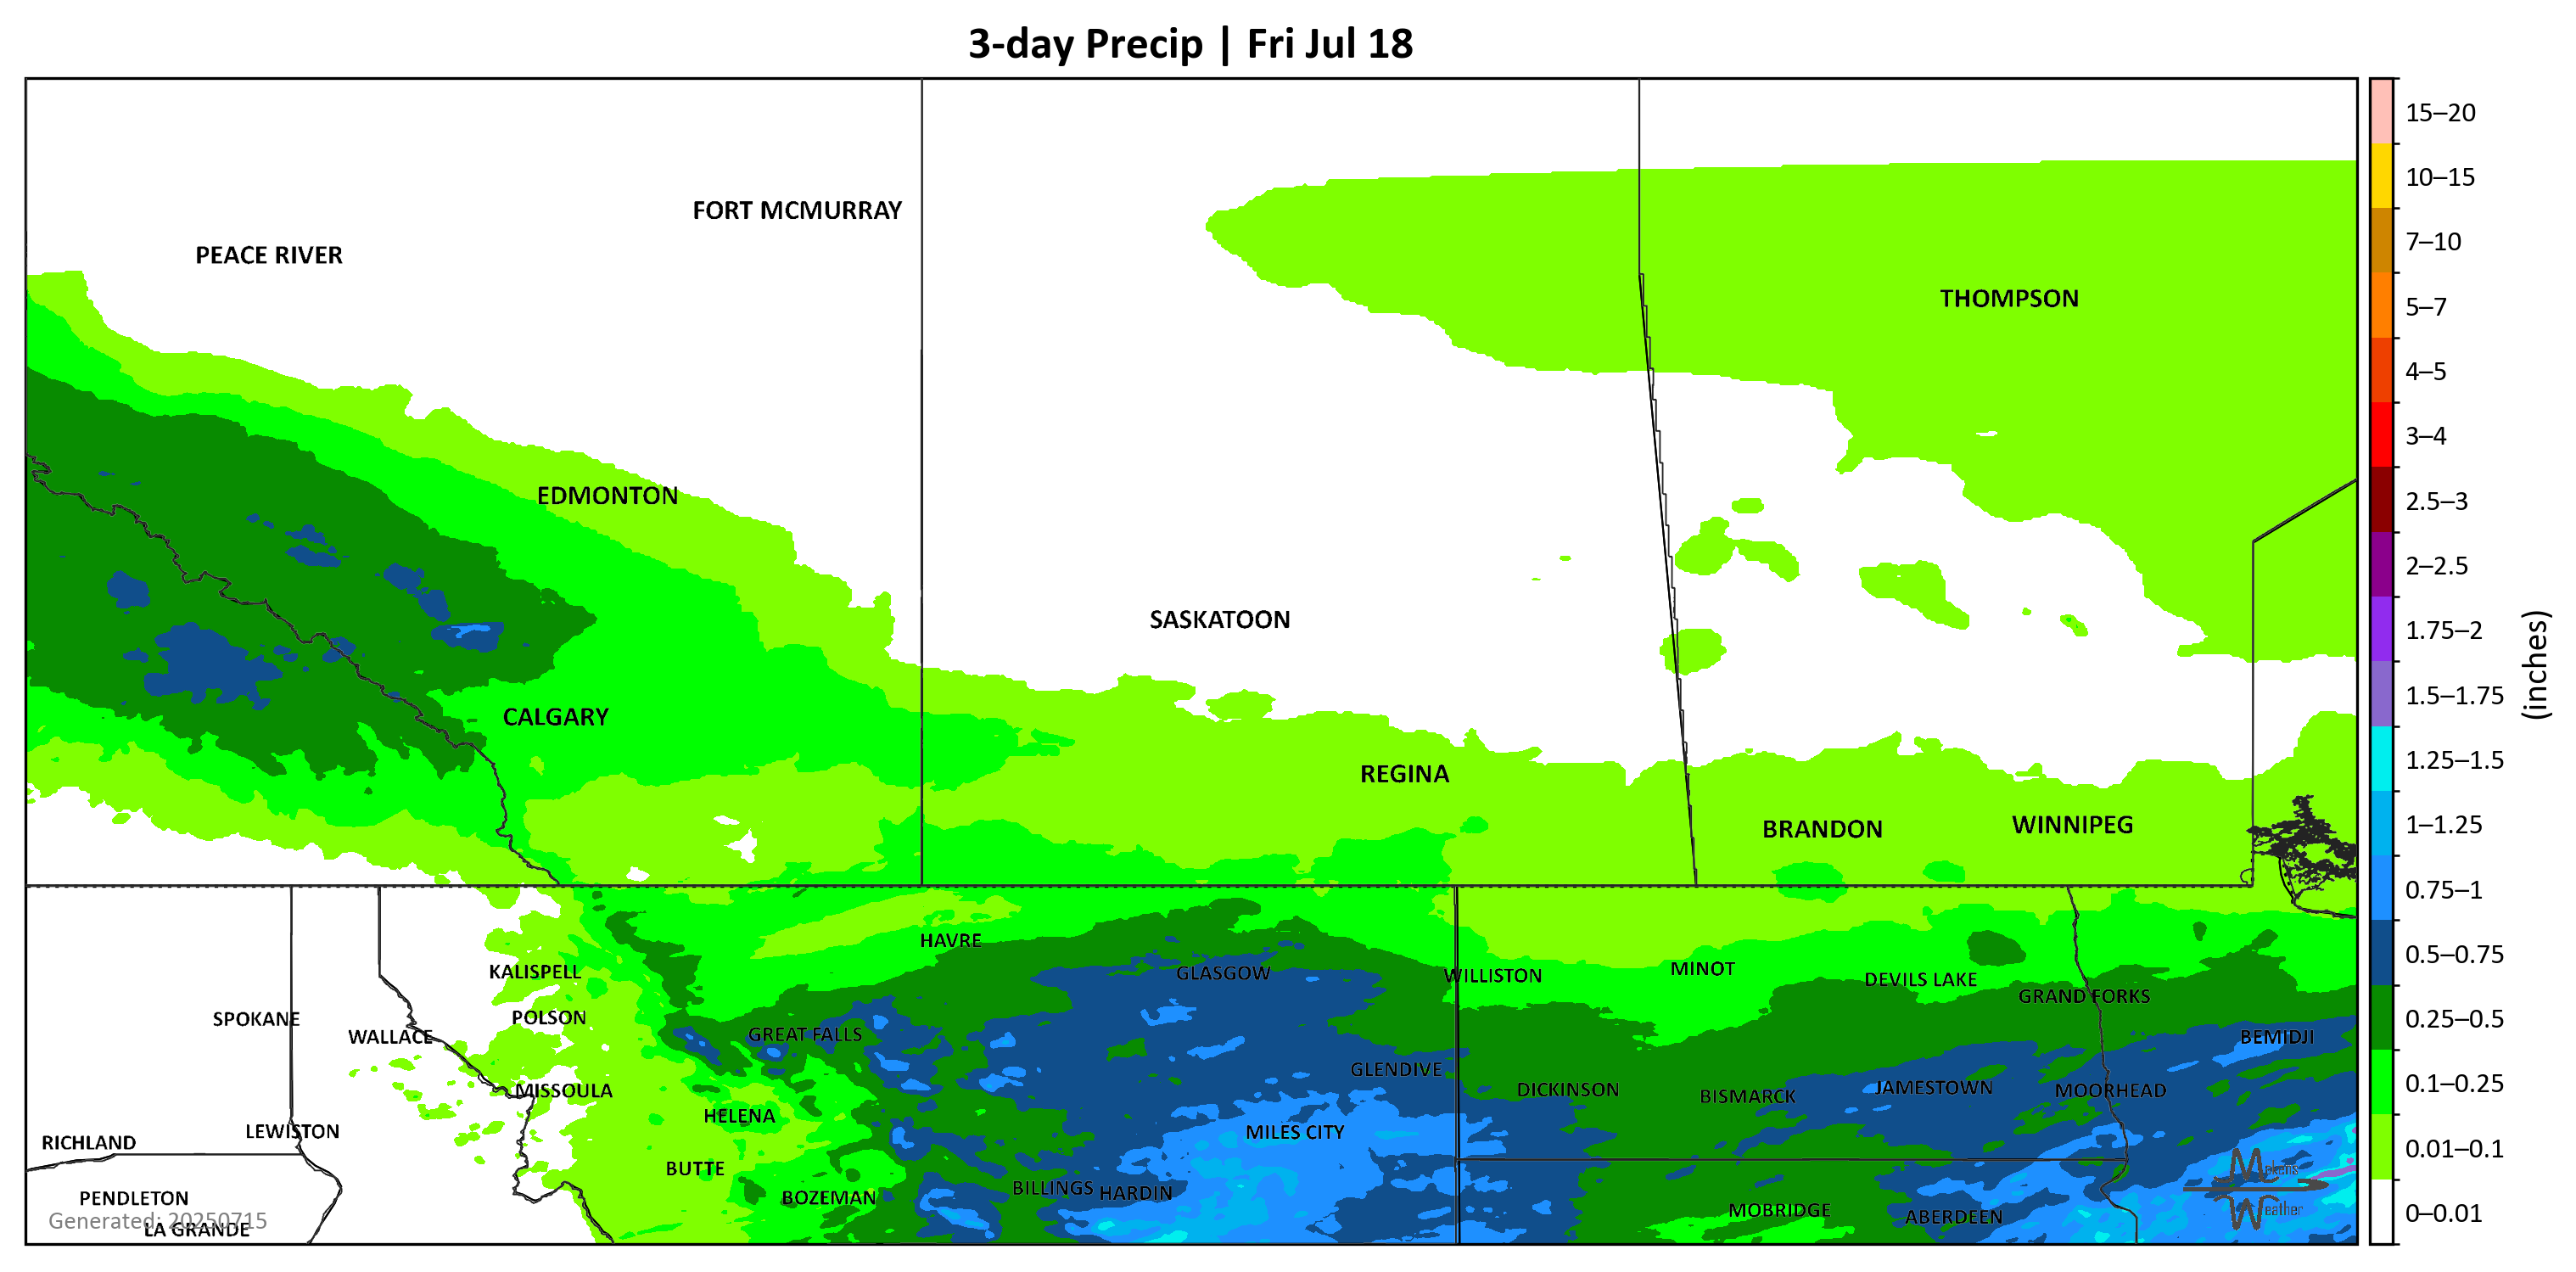 3-day Precip | Fri Jul 18
15–20
10–15
7–10
5–7
4–5
3–4
2.5–3
2–2.5
1.75–2
1.5–1.75
1.25–1.5
1–1.25
0.75–1
0.5–0.75
0.25–0.5
0.1–0.25
0.01–0.1
0–0.01
(inches)
FORT MCMURRAY
PEACE RIVER
THOMPSON
EDMONTON
SASKATOON
CALGARY
REGINA
BRANDON
WINNIPEG
HAVRE
KALISPELL
GLASGOW
WILLISTON
MINOT
DEVILS LAKE
GRAND FORKS
SPOKANE
WALLACE
POLSON
GREAT FALLS
BEMIDJI
GLENDIVE
MISSOULA
DICKINSON
BISMARCK
JAMESTOWN
MOORHEAD
HELENA
RICHLAND
LEWISTON
MILES CITY
BUTTE
PENDLETON
BOZEMAN
BILLINGS
HARDIN
MOBRIDGE
ABERDEEN
Generated: 20250715
LA GRANDE
Weather